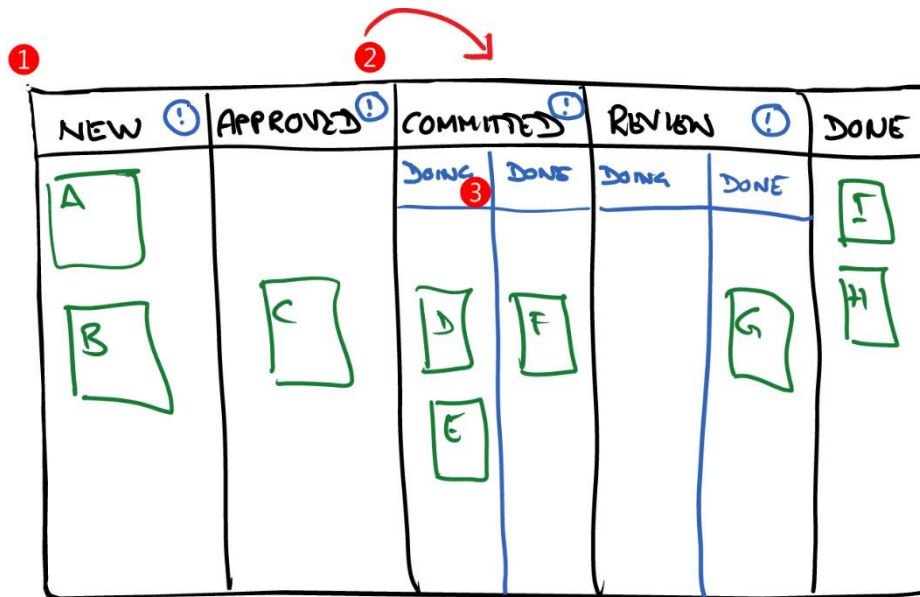 1
2
NEW ! APPROVED ! COMMITTED ! REVIEW ! DONE
DOING 3 DONE DOING DONE
A
I
B C D F G H
E